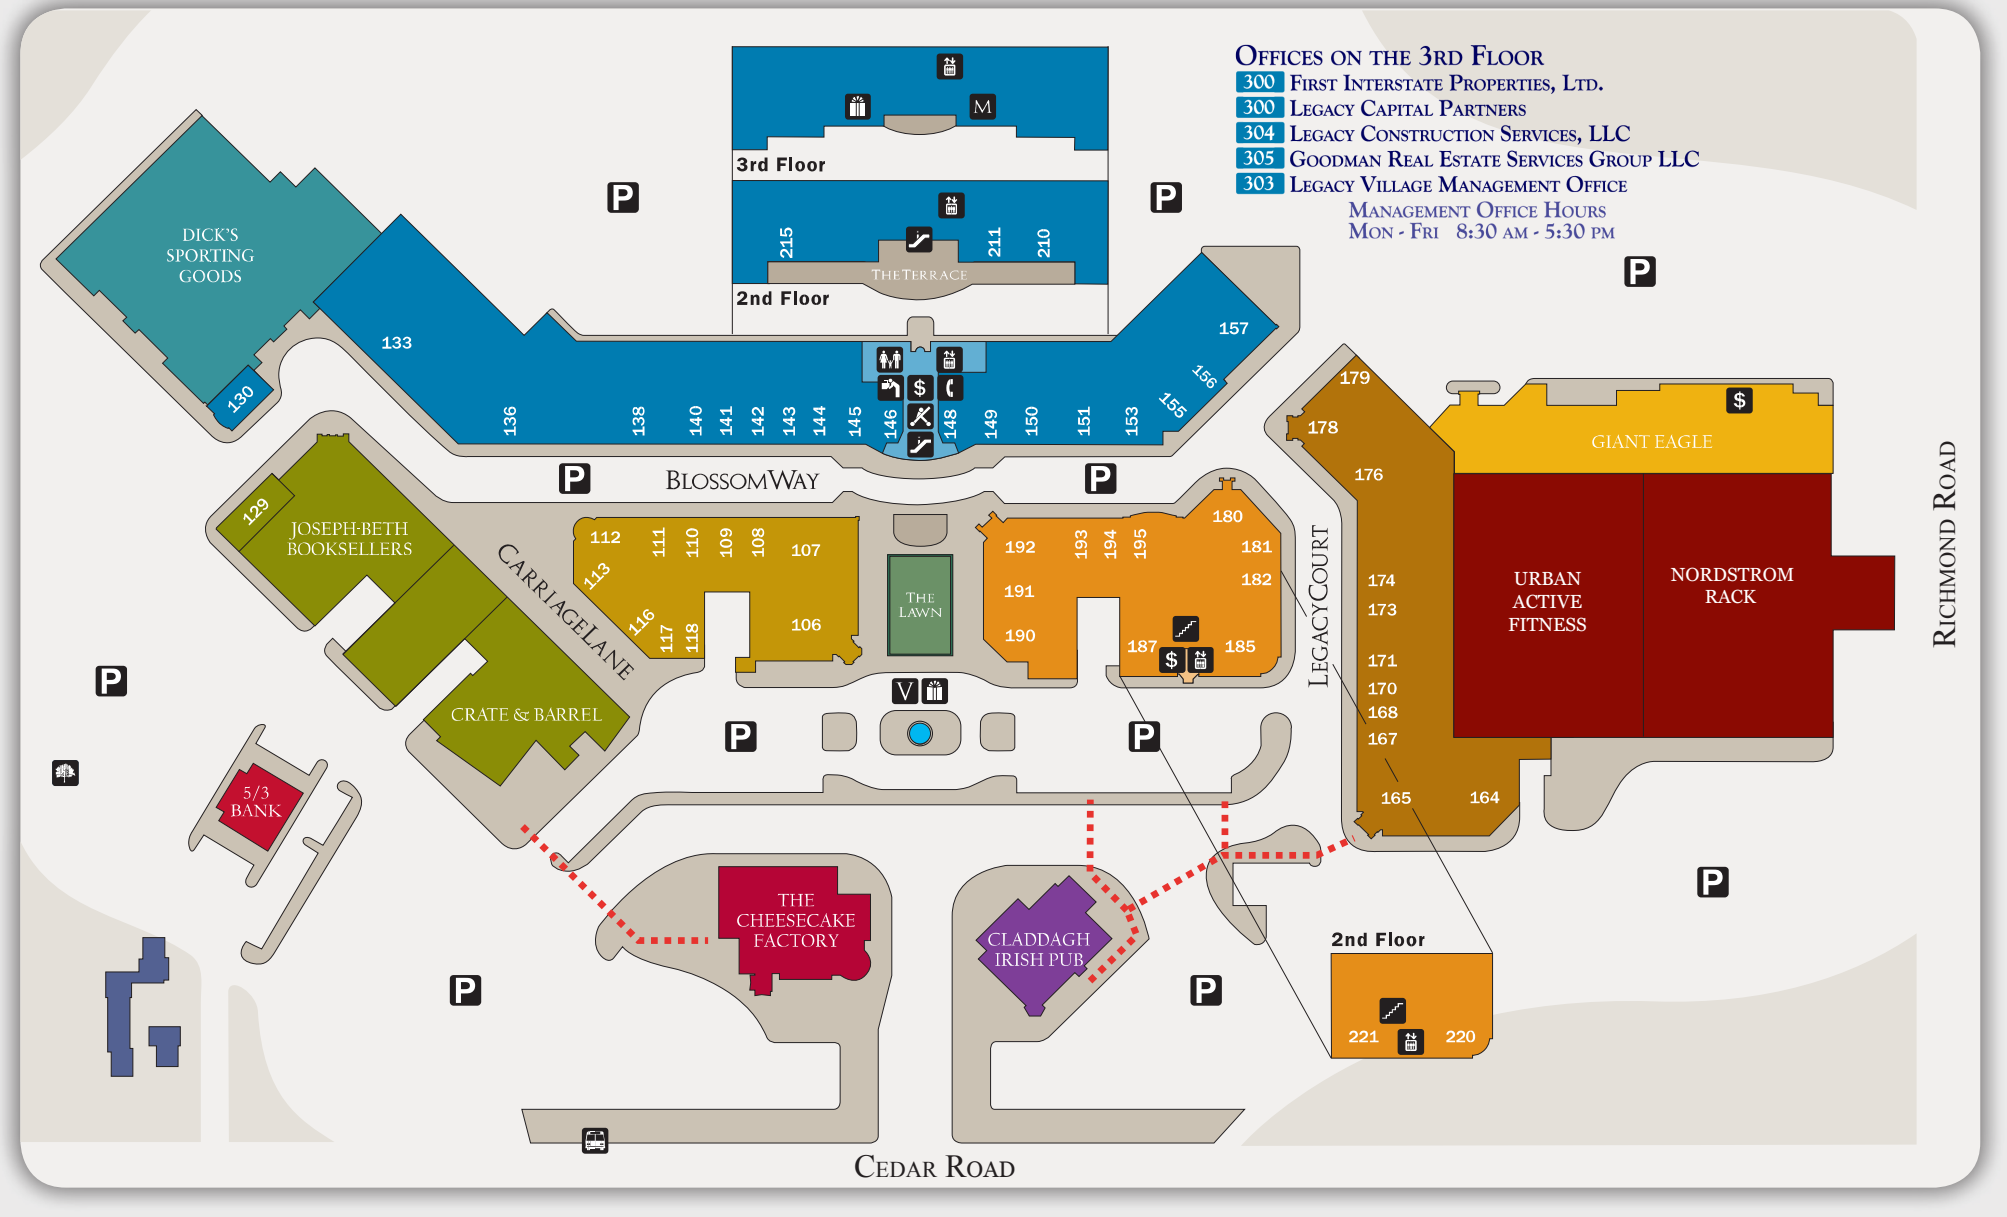 OFFICES ON THE 3RD FLOOR
300 FIRST INTERSTATE PROPERTIES, LTD.
300 LEGACY CAPITAL PARTNERS
304 LEGACY CONSTRUCTION SERVICES, LLC
305 GOODMAN REAL ESTATE SERVICES GROUP LLC
303 LEGACY VILLAGE MANAGEMENT OFFICE
MANAGEMENT OFFICE HOURS
MON - FRI 8:30 AM - 5:30 PM
M
3rd Floor
215
211
210
THE TERRACE
2nd Floor
P
P
P
DICK'S
SPORTING
GOODS
130
133
136
138
140
141
142
143
144
145
146
$
148
149
150
151
153
155
156
157
P
BLOSSOM WAY
P
129
JOSEPH-BETH
BOOKSELLERS
CRATE & BARREL
CARRIAGE LANE
112
111
110
109
108
107
113
116
117
118
106
THE
LAWN
192
193
194
195
180
181
182
191
190
187
185
$
LEGACY COURT
179
178
176
174
173
171
170
168
167
165
164
$
GIANT EAGLE
URBAN
ACTIVE
FITNESS
NORDSTROM
RACK
RICHMOND ROAD
P
V
P
P
5/3
BANK
THE
CHEESECAKE
FACTORY
CLADDAGH
IRISH PUB
P
P
P
2nd Floor
221
220
CEDAR ROAD